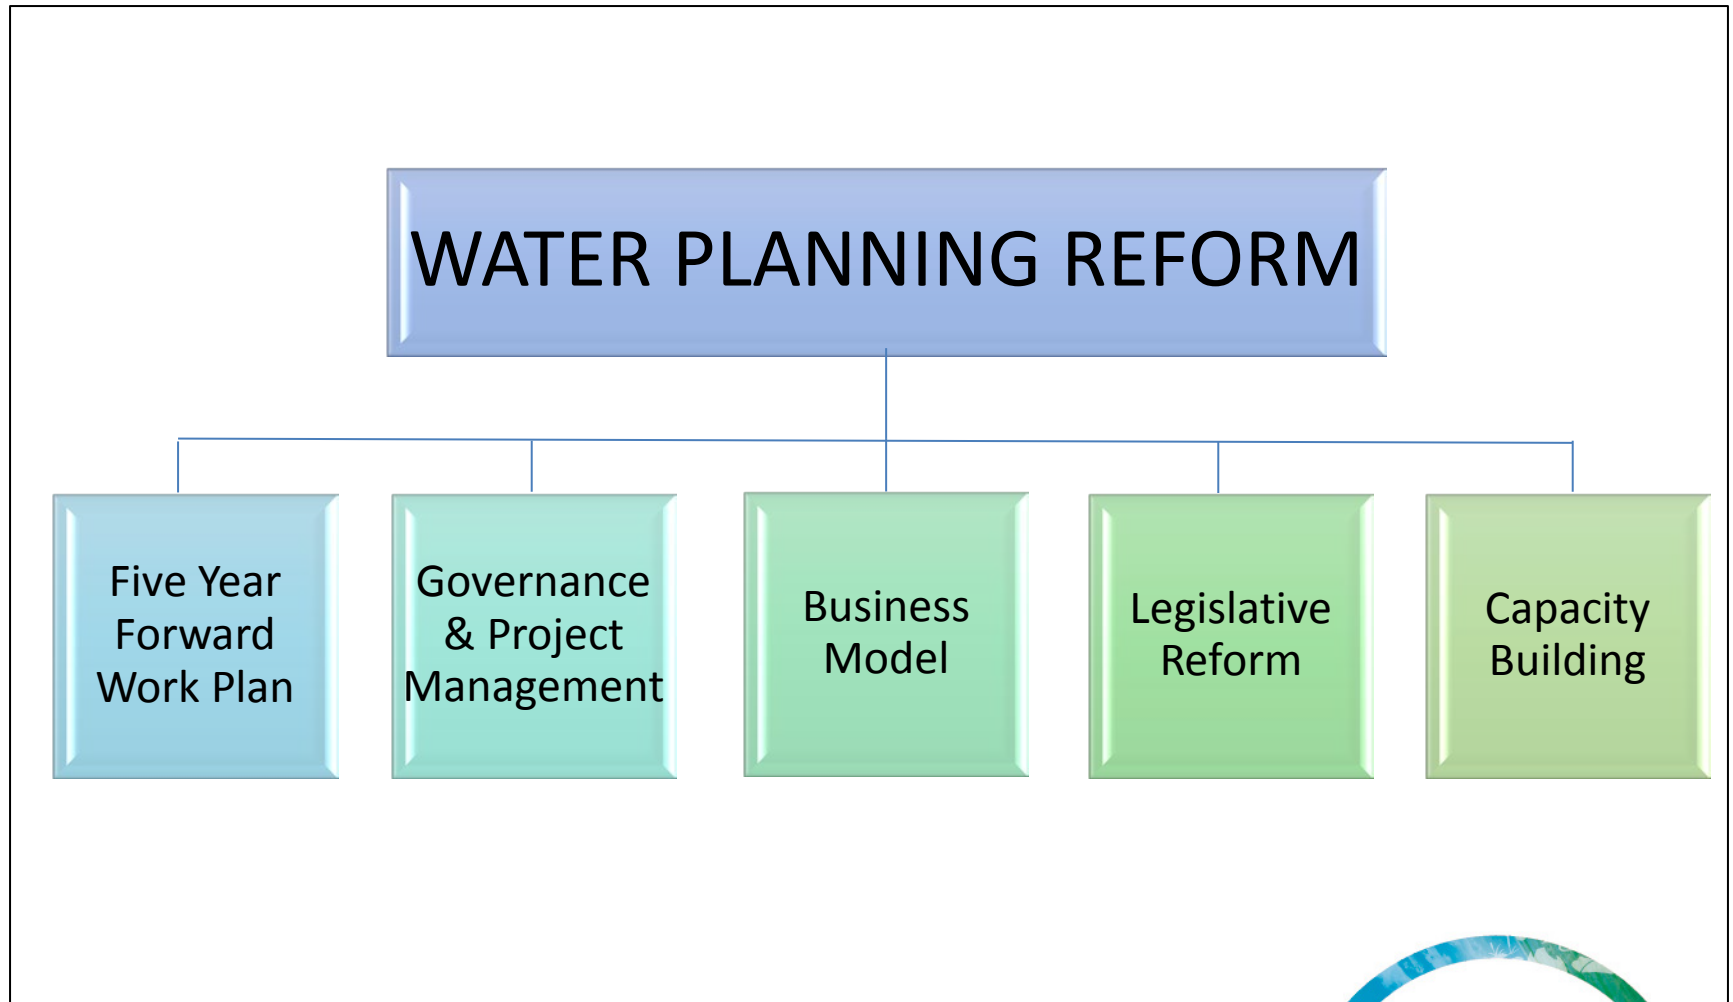 WATER PLANNING REFORM
Five Year
Forward
Work Plan
Governance
& Project
Management
Business
Model
Legislative
Reform
Capacity
Building